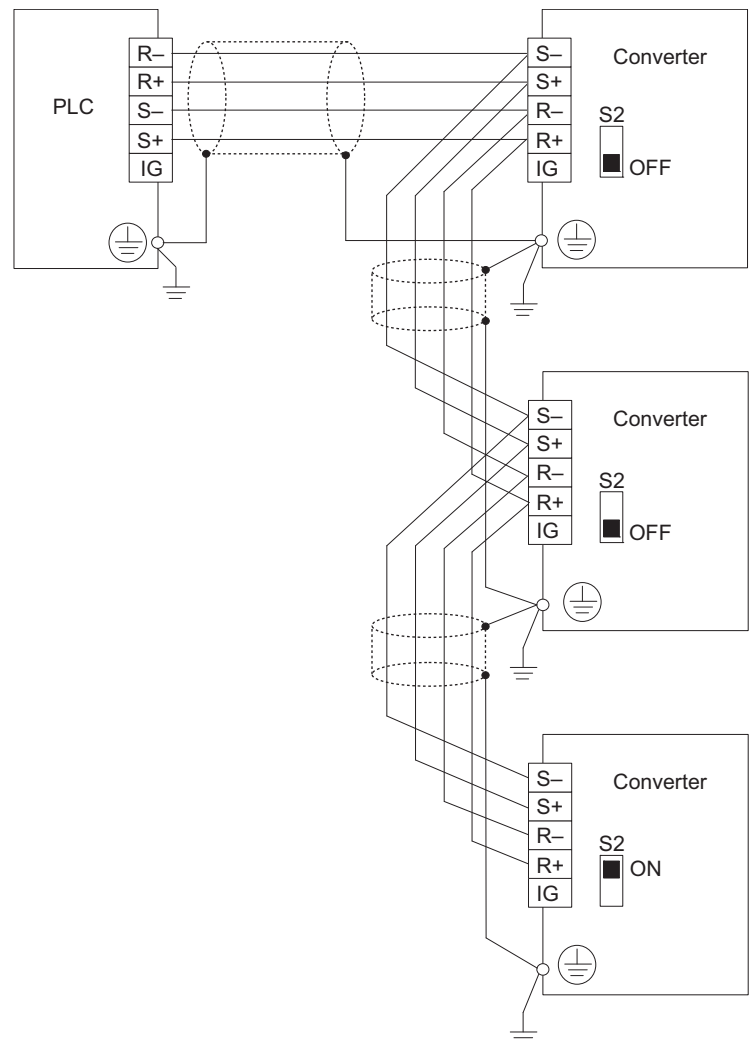 PLC
R–
R+
S–
S+
IG
S–
S+
R–
R+
IG
Converter
S2
OFF
S–
S+
R–
R+
IG
Converter
S2
OFF
S–
S+
R–
R+
IG
Converter
S2
ON